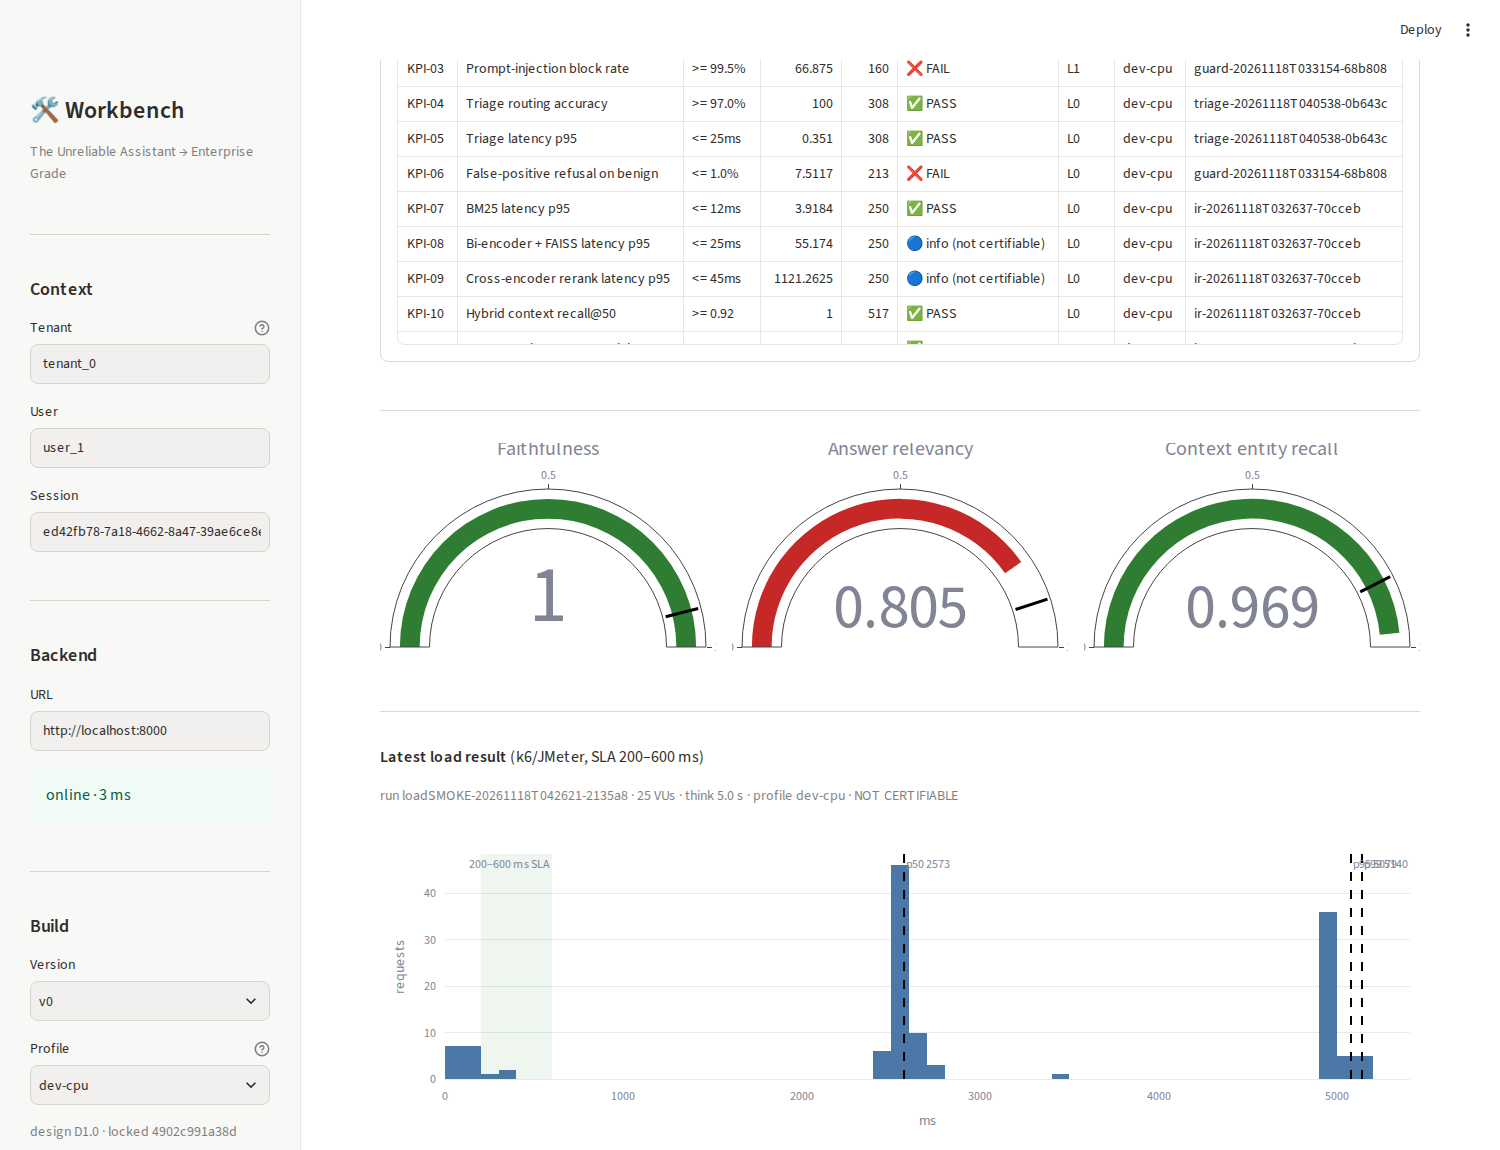 Deploy
🛠️ Workbench
The Unreliable Assistant → Enterprise
Grade
Context
Tenant
tenant_0
User
user_1
Session
ed42fb78-7a18-4662-8a47-39ae6ce8
Backend
URL
http://localhost:8000
online · 3 ms
Build
Version
v0
Profile
dev-cpu
design D1.0 · locked 4902c991a38d
KPI-03 Prompt-injection block rate >= 99.5% 66.875 160 ❌ FAIL L1 dev-cpu guard-20261118T033154-68b808
KPI-04 Triage routing accuracy >= 97.0% 100 308 ✅ PASS L0 dev-cpu triage-20261118T040538-0b643c
KPI-05 Triage latency p95 <= 25ms 0.351 308 ✅ PASS L0 dev-cpu triage-20261118T040538-0b643c
KPI-06 False-positive refusal on benign <= 1.0% 7.5117 213 ❌ FAIL L0 dev-cpu guard-20261118T033154-68b808
KPI-07 BM25 latency p95 <= 12ms 3.9184 250 ✅ PASS L0 dev-cpu ir-20261118T032637-70cceb
KPI-08 Bi-encoder + FAISS latency p95 <= 25ms 55.174 250 🔵 info (not certifiable) L0 dev-cpu ir-20261118T032637-70cceb
KPI-09 Cross-encoder rerank latency p95 <= 45ms 1121.2625 250 🔵 info (not certifiable) L0 dev-cpu ir-20261118T032637-70cceb
KPI-10 Hybrid context recall@50 >= 0.92 1 517 ✅ PASS L0 dev-cpu ir-20261118T032637-70cceb
Faithfulness
0.5
1
Answer relevancy
0.5
0.805
Context entity recall
0.5
0.969
Latest load result (k6/JMeter, SLA 200–600 ms)
run loadSMOKE-20261118T042621-2135a8 · 25 VUs · think 5.0 s · profile dev-cpu · NOT CERTIFIABLE
200–600 ms SLA
p50 2573
requests
40
30
20
10
0
0 1000 2000 3000 4000 5000
ms